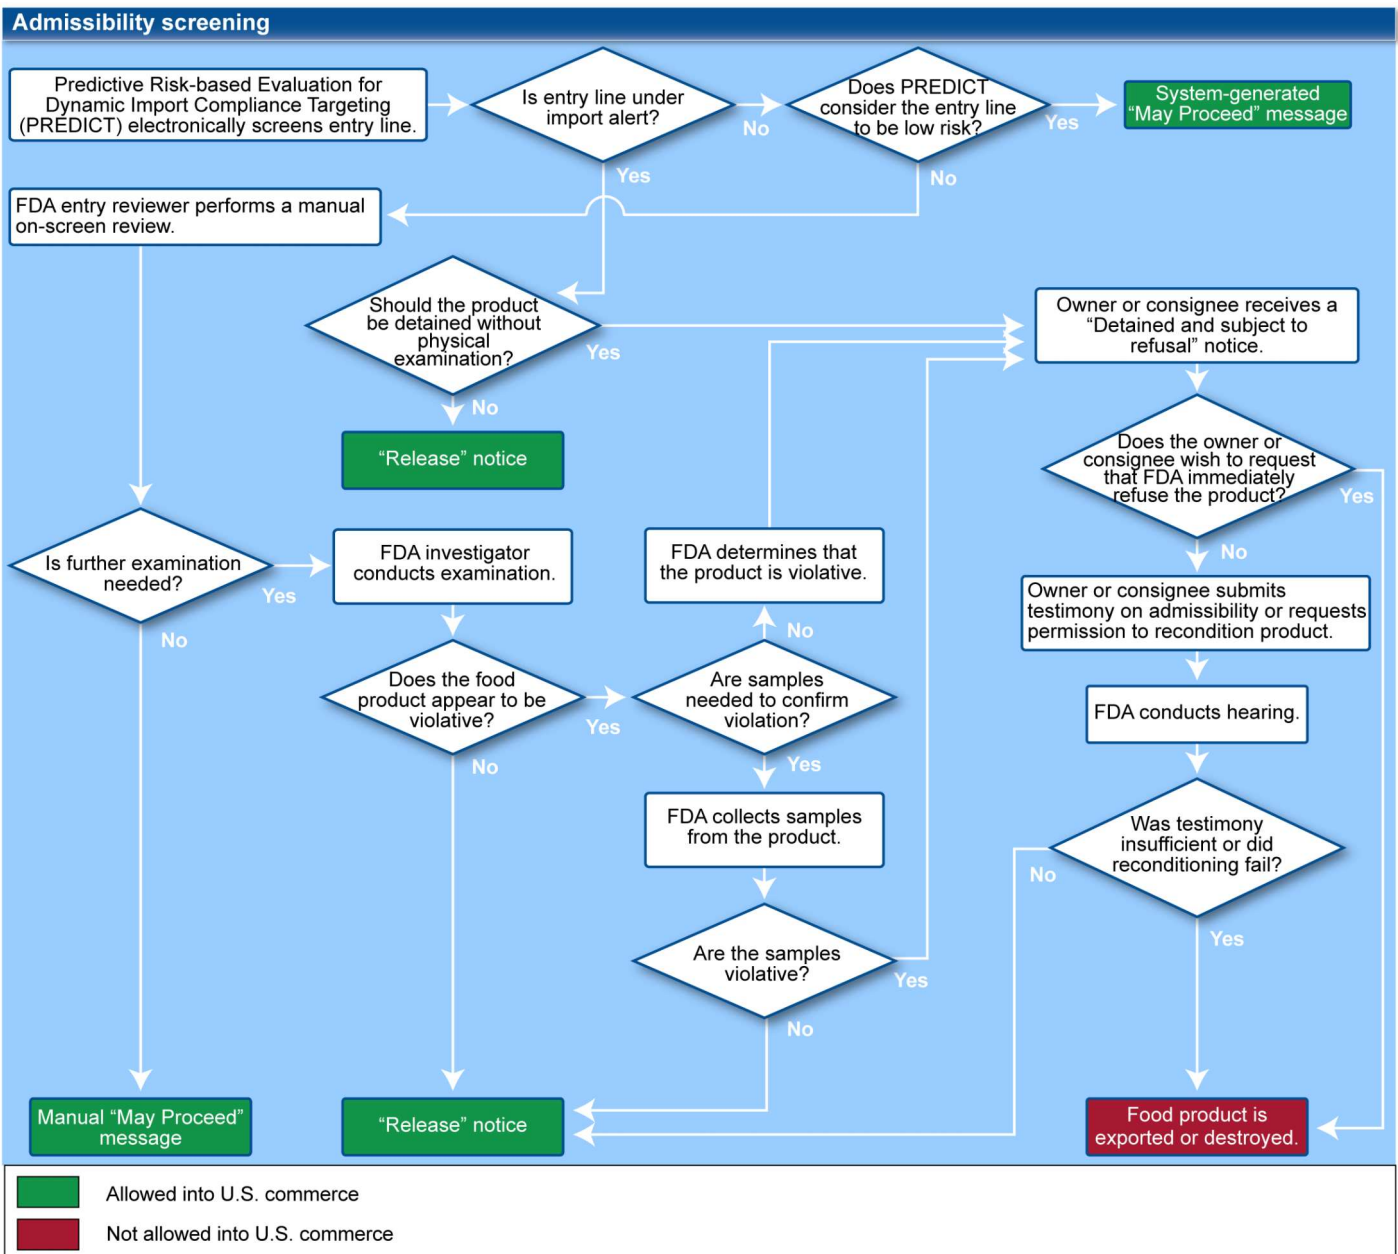 Admissibility screening
Predictive Risk-based Evaluation for
Dynamic Import Compliance Targeting
(PREDICT) electronically screens entry line.
Is entry line under
import alert?
No
Yes
Does PREDICT
consider the entry line
to be low risk?
Yes
No
System-generated
“May Proceed” message
FDA entry reviewer performs a manual
on-screen review.
Should the product
be detained without
physical
examination?
Yes
No
“Release” notice
Owner or consignee receives a
“Detained and subject to
refusal” notice.
Does the owner or
consignee wish to request
that FDA immediately
refuse the product?
Yes
No
Is further examination
needed?
Yes
No
FDA investigator
conducts examination.
FDA determines that
the product is violative.
No
Owner or consignee submits
testimony on admissibility or requests
permission to recondition product.
Does the food
product appear to be
violative?
Yes
No
Are samples
needed to confirm
violation?
Yes
FDA conducts hearing.
FDA collects samples
from the product.
Was testimony
insufficient or did
reconditioning fail?
No
Yes
Are the samples
violative?
Yes
No
Manual “May Proceed”
message
“Release” notice
Food product is
exported or destroyed.
Allowed into U.S. commerce
Not allowed into U.S. commerce